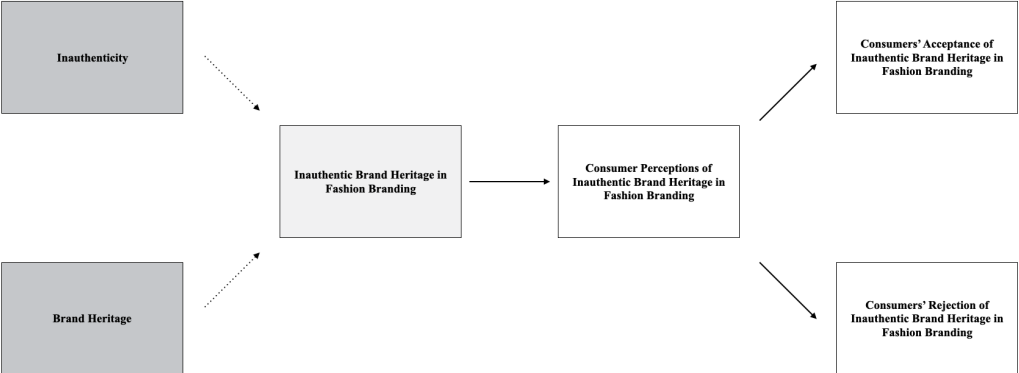 Inauthenticity
Brand Heritage
Inauthentic Brand Heritage in
Fashion Branding
Consumer Perceptions of
Inauthentic Brand Heritage in
Fashion Branding
Consumers’ Acceptance of
Inauthentic Brand Heritage in
Fashion Branding
Consumers’ Rejection of
Inauthentic Brand Heritage in
Fashion Branding